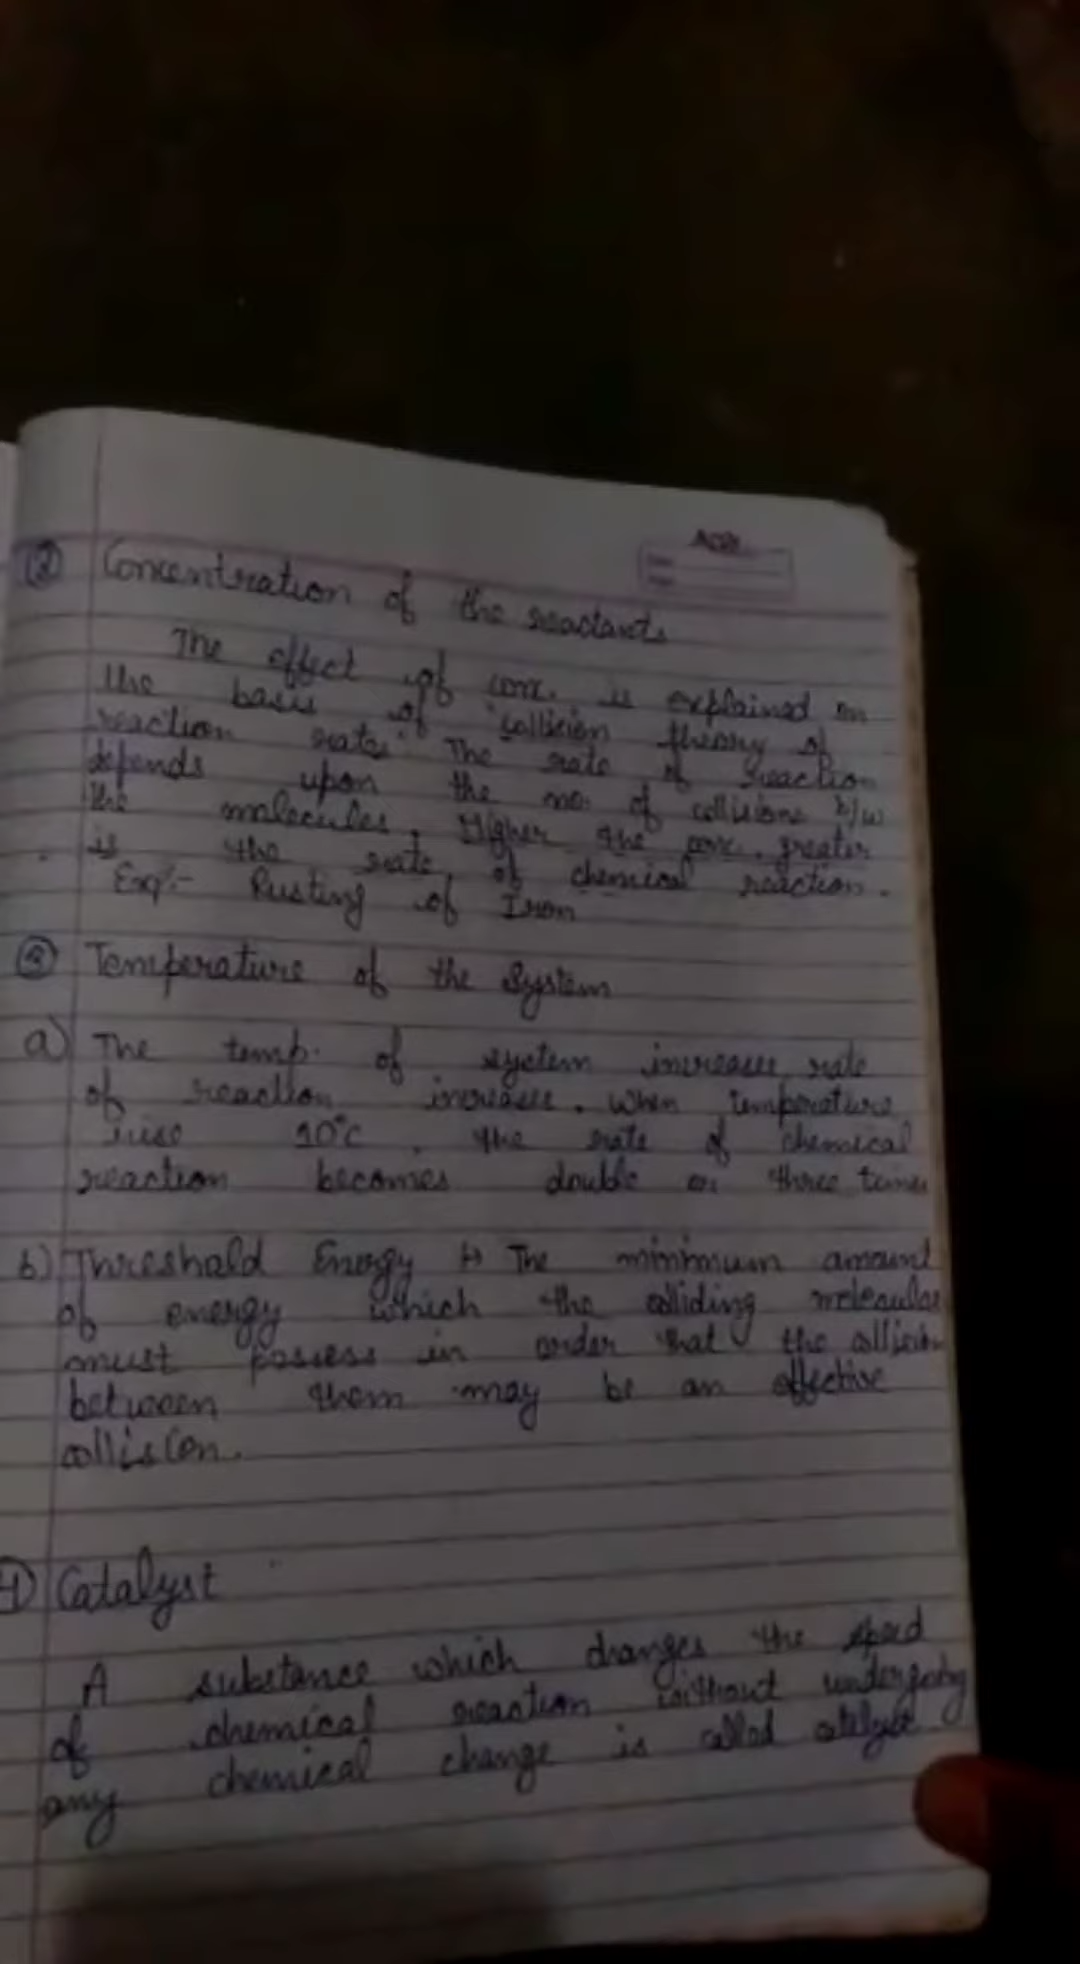 ② Concentration of the reactants
The effect of conc. is explained on
the basis of "collision theory of
reaction rate" The rate of reaction
depends upon the no. of collisions b/w
the molecules. Higher the conc. greater
is the rate of chemical reaction.
Exp:- Rusting of Iron
③ Temperature of the System
a) The temp. of system increases rate
of reaction increases. When temperature
rise 10°C. the rate of chemical
reaction becomes double or three times
b) Threshold Energy :- The minimum amount
of energy which the colliding molecules
must possess in order that the collision
between them may be an effective
collision.
4) Catalyst
A substance which changes the speed
of chemical reaction without undergoing
any chemical change is called catalyst